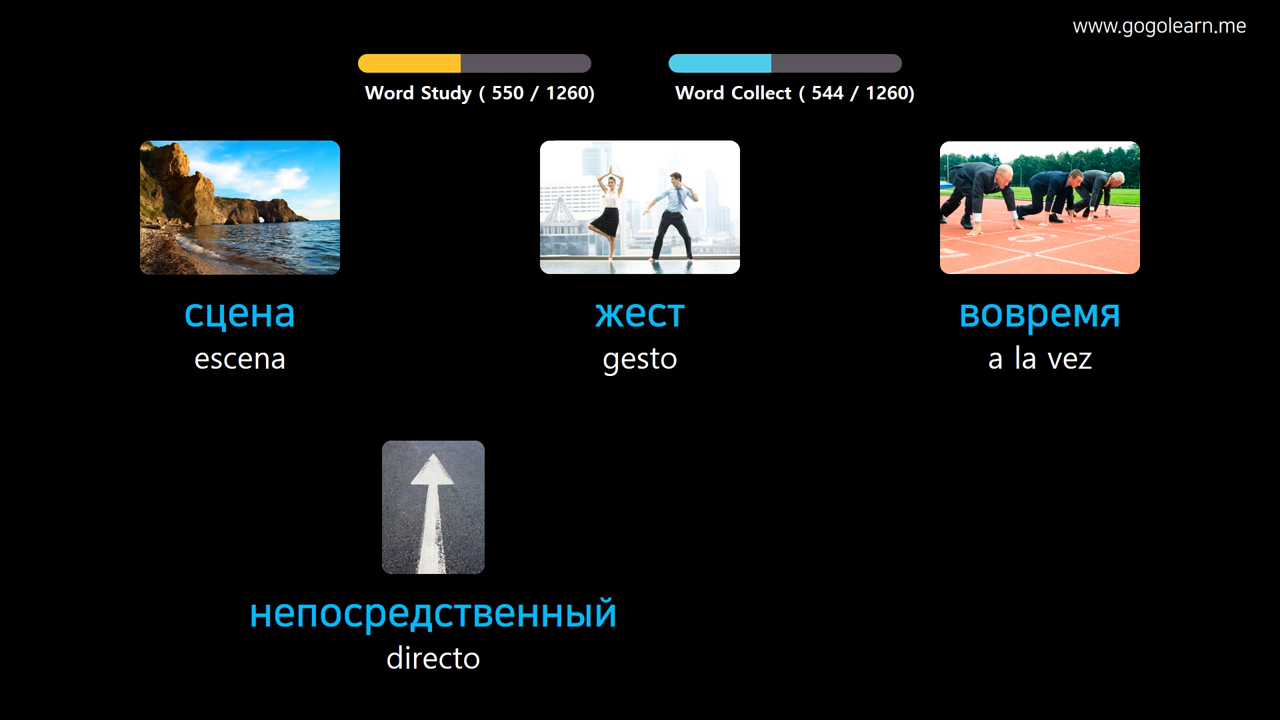 www.gogolearn.me
Word Study ( 550 / 1260)
Word Collect ( 544 / 1260)
сцена
escena
жест
gesto
вовремя
a la vez
непосредственный
directo